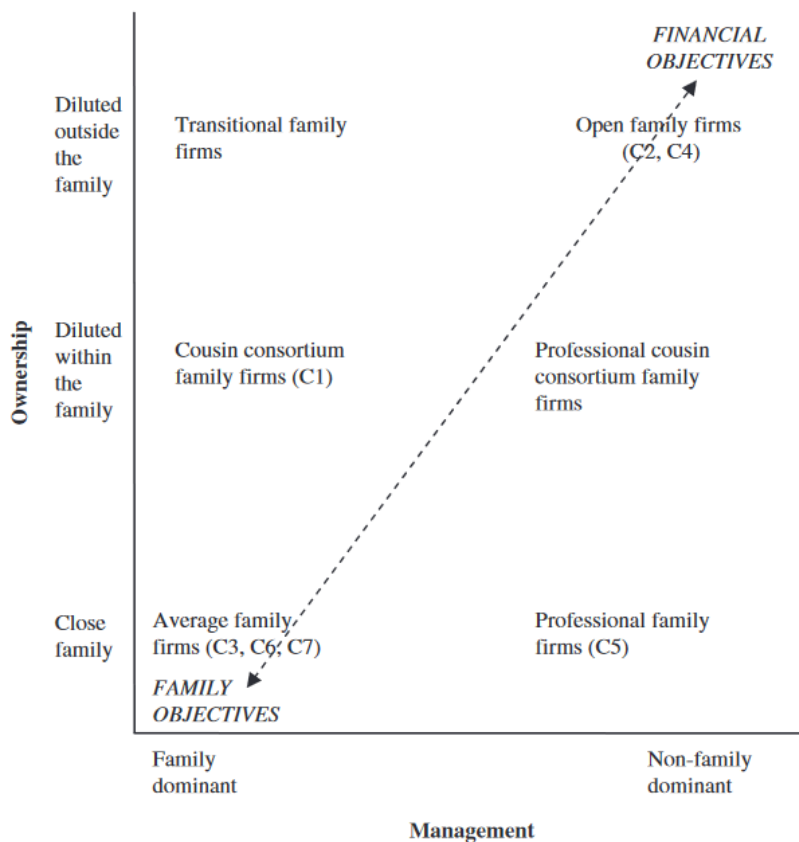 FINANCIAL
OBJECTIVES
Diluted
outside
the
family
Transitional family
firms
Open family firms
(C2, C4)
Ownership
Diluted
within
the
family
Cousin consortium
family firms (C1)
Professional cousin
consortium family
firms
Close
family
Average family
firms (C3, C6, C7)
Professional family
firms (C5)
FAMILY
OBJECTIVES
Family
dominant
Non-family
dominant
Management